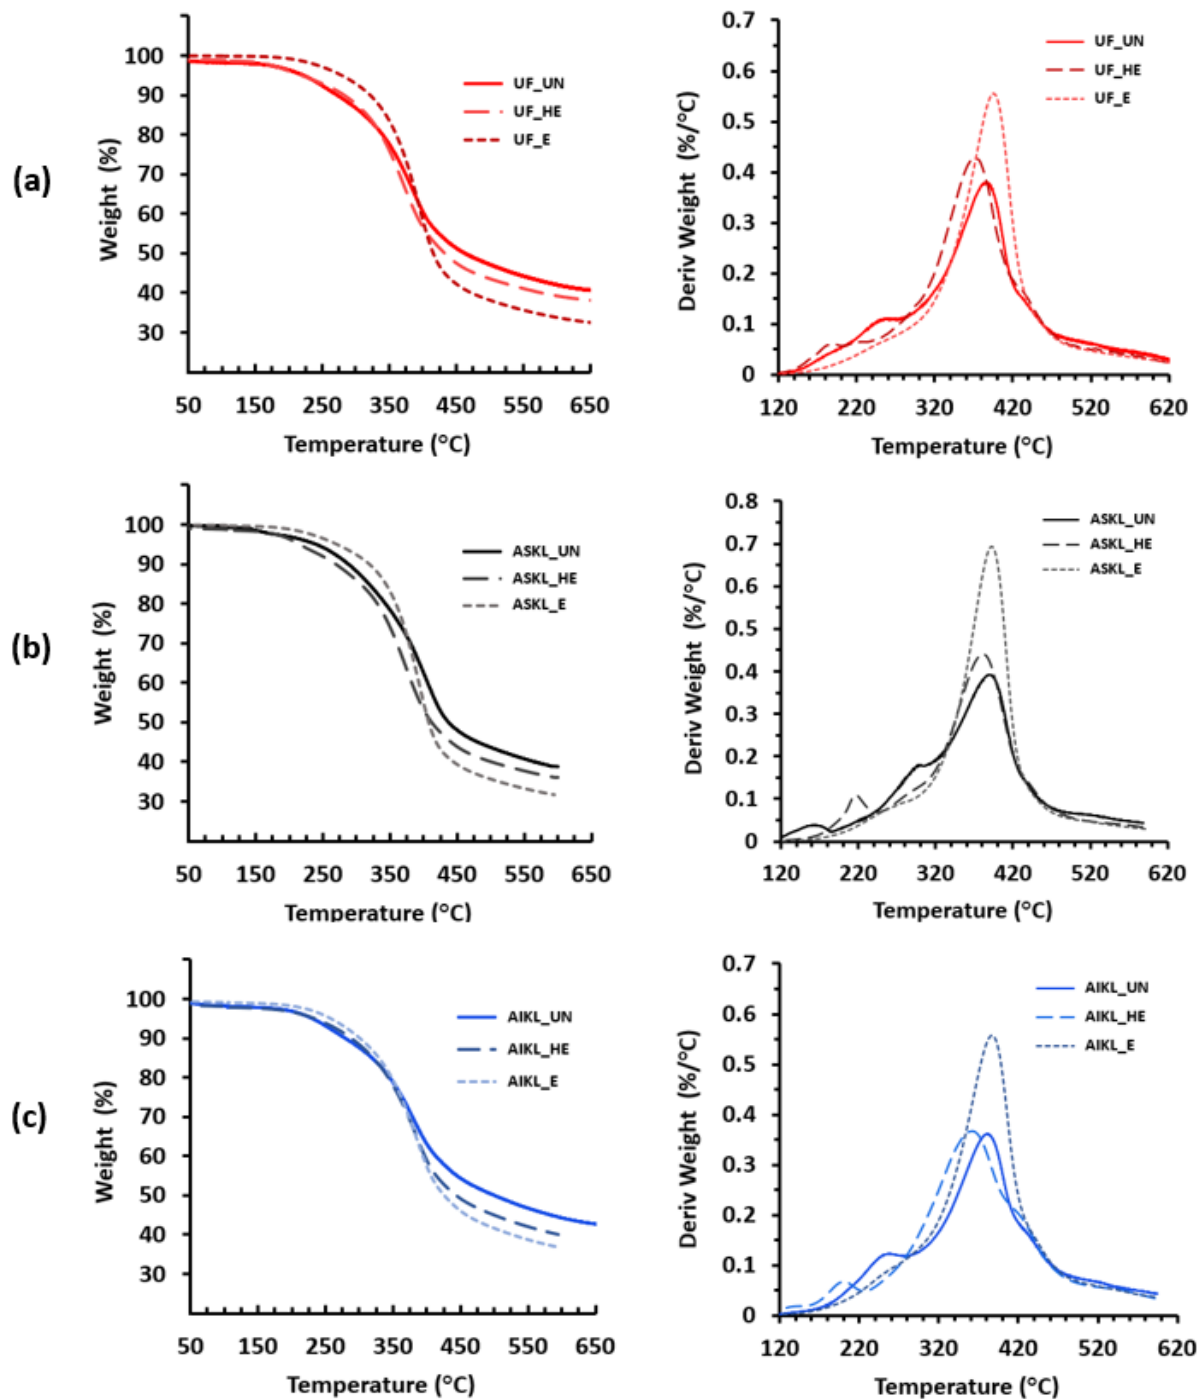 (a)
Weight (%)
100
90
80
70
60
50
40
30
UF_UN
UF_HE
UF_E
50 150 250 350 450 550 650
Temperature (°C)
Deriv Weight (%/°C)
0.7
0.6
0.5
0.4
0.3
0.2
0.1
0
UF_UN
UF_HE
UF_E
120 220 320 420 520 620
Temperature (°C)
(b)
Weight (%)
100
90
80
70
60
50
40
30
ASKL_UN
ASKL_HE
ASKL_E
50 150 250 350 450 550 650
Temperature (°C)
Deriv Weight (%/°C)
0.8
0.7
0.6
0.5
0.4
0.3
0.2
0.1
0
ASKL_UN
ASKL_HE
ASKL_E
120 220 320 420 520 620
Temperature (°C)
(c)
Weight (%)
100
90
80
70
60
50
40
30
AIKL_UN
AIKL_HE
AIKL_E
50 150 250 350 450 550 650
Temperature (°C)
Deriv Weight (%/°C)
0.7
0.6
0.5
0.4
0.3
0.2
0.1
0
AIKL_UN
AIKL_HE
AIKL_E
120 220 320 420 520 620
Temperature (°C)